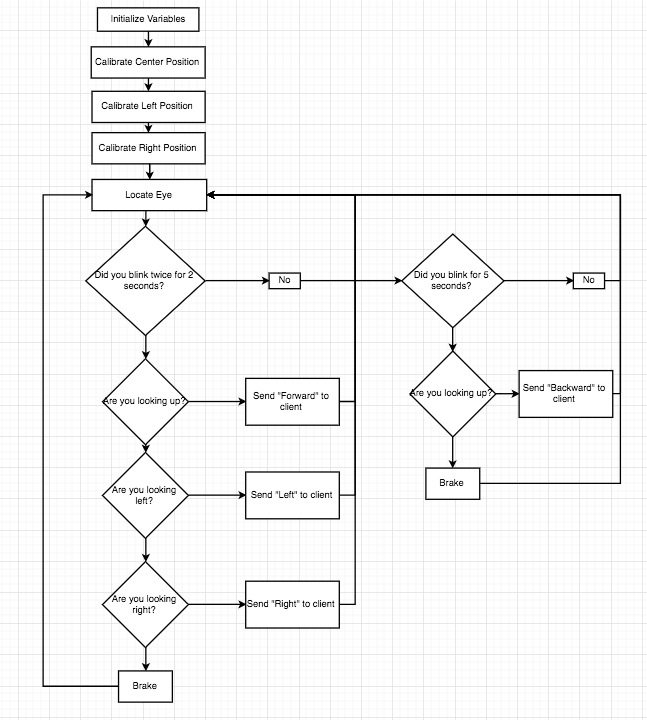 Initialize Variables
Calibrate Center Position
Calibrate Left Position
Calibrate Right Position
Locate Eye
Did you blink twice for 2
seconds?
No
Did you blink for 5
seconds?
No
Are you looking up?
Send "Forward" to
client
Are you looking up?
Send "Backward" to
client
Are you looking
left?
Send "Left" to client
Brake
Are you looking
right?
Send "Right" to client
Brake